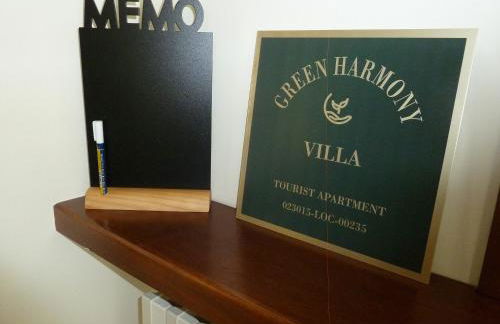 MEMO
GREEN HARMONY
VILLA
TOURIST APARTMENT
023015-LOC-00235